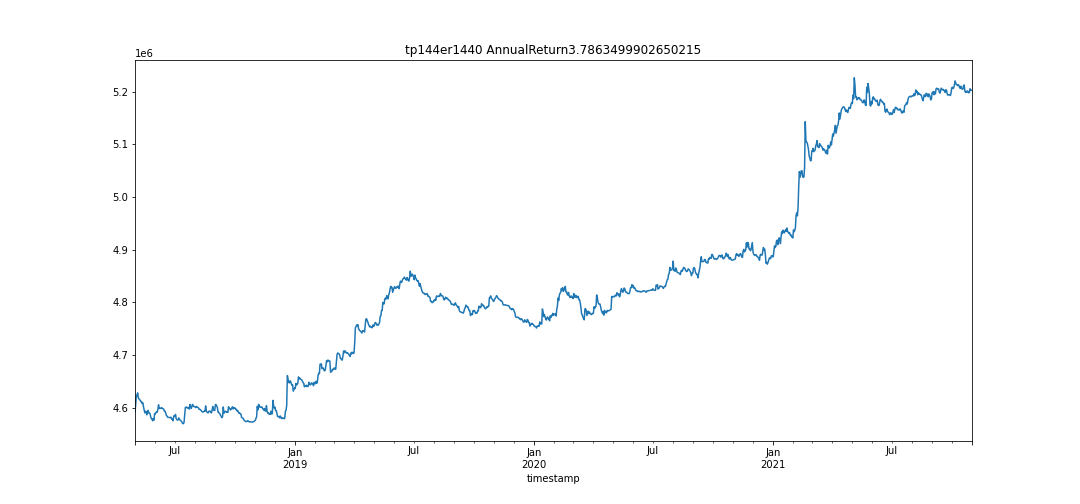 tp144er1440 AnnualReturn3.7863499902650215
1e6
5.2
5.1
5.0
4.9
4.8
4.7
4.6
Jul Jan Jul Jan Jul Jan Jul
2019 2020 2021
timestamp